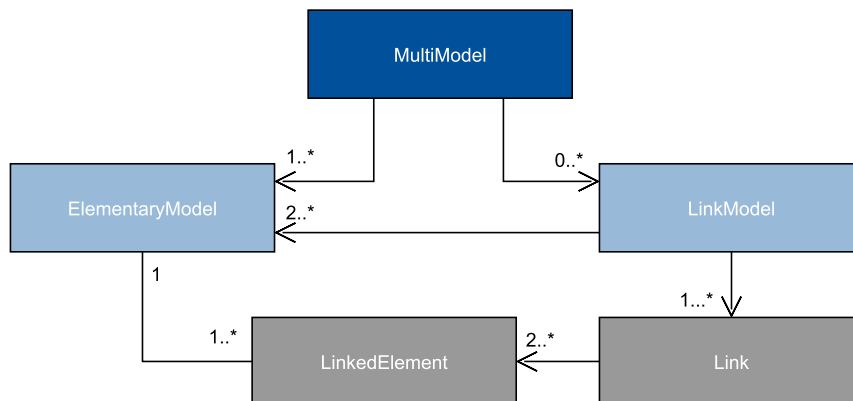 MultiModel
1..*
0..*
ElementaryModel
2..*
LinkModel
1
1...*
1..*
2..*
LinkedElement
Link